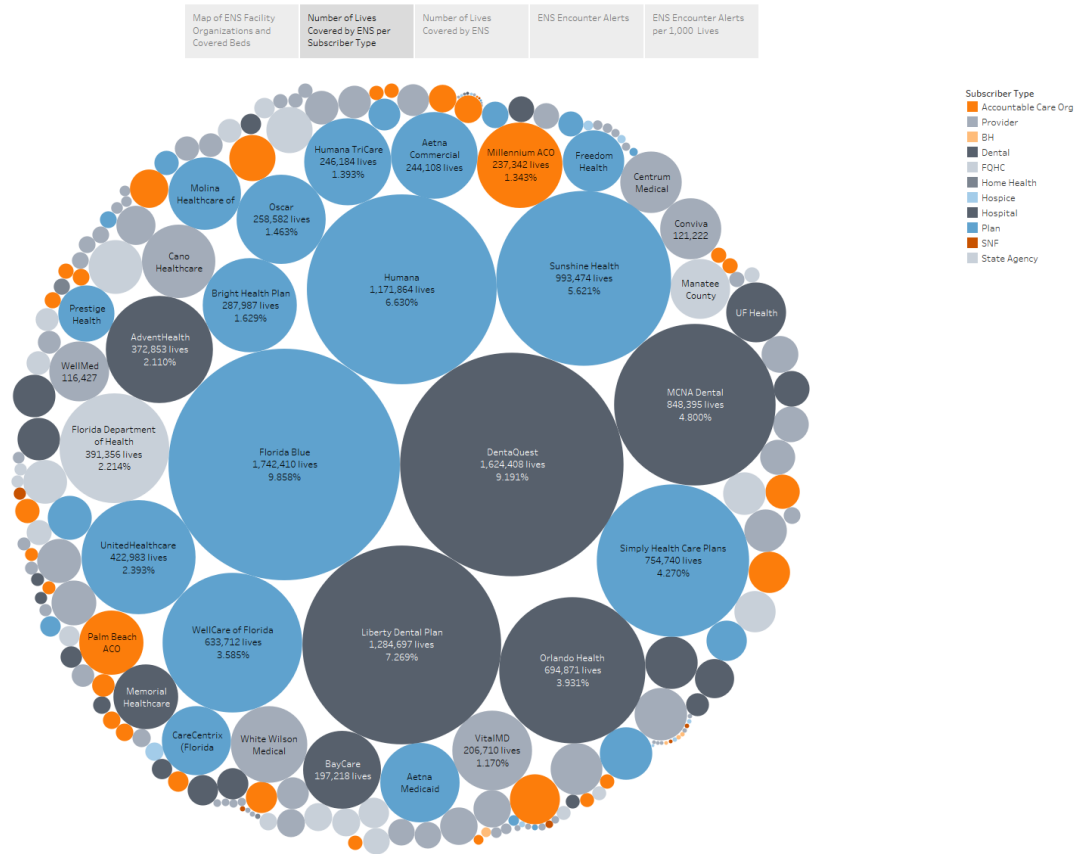 Map of ENS Facility
Organizations and
Covered Beds
Number of Lives
Covered by ENS per
Subscriber Type
Number of Lives
Covered by ENS
ENS Encounter Alerts
ENS Encounter Alerts
per 1,000 Lives
Subscriber Type
Accountable Care Org
Provider
BH
Dental
FQHC
Home Health
Hospice
Hospital
Plan
SNF
State Agency
Humana TriCare
246,184 lives
1.393%
Aetna
Commercial
244,108 lives
Millennium ACO
237,342 lives
1.343%
Freedom
Health
Centrum
Medical
Molina
Healthcare of
Oscar
258,582 lives
1.463%
Conviva
121,222
Cano
Healthcare
Humana
1,171,864 lives
6.630%
Sunshine Health
993,474 lives
5.621%
Manatee
County
Bright Health Plan
287,987 lives
1.629%
Prestige
Health
UF Health
AdventHealth
372,853 lives
2.110%
WellMed
116,427
MCNA Dental
848,395 lives
4.800%
Florida Department
of Health
391,356 lives
2.214%
Florida Blue
1,742,410 lives
9.858%
DentaQuest
1,624,408 lives
9.191%
UnitedHealthcare
422,983 lives
2.393%
Simply Health Care Plans
754,740 lives
4.270%
Palm Beach
ACO
WellCare of Florida
633,712 lives
3.585%
Liberty Dental Plan
1,284,697 lives
7.269%
Orlando Health
694,871 lives
3.931%
Memorial
Healthcare
CareCentrix
(Florida
White Wilson
Medical
VitalMD
206,710 lives
1.170%
BayCare
197,218 lives
Aetna
Medicaid